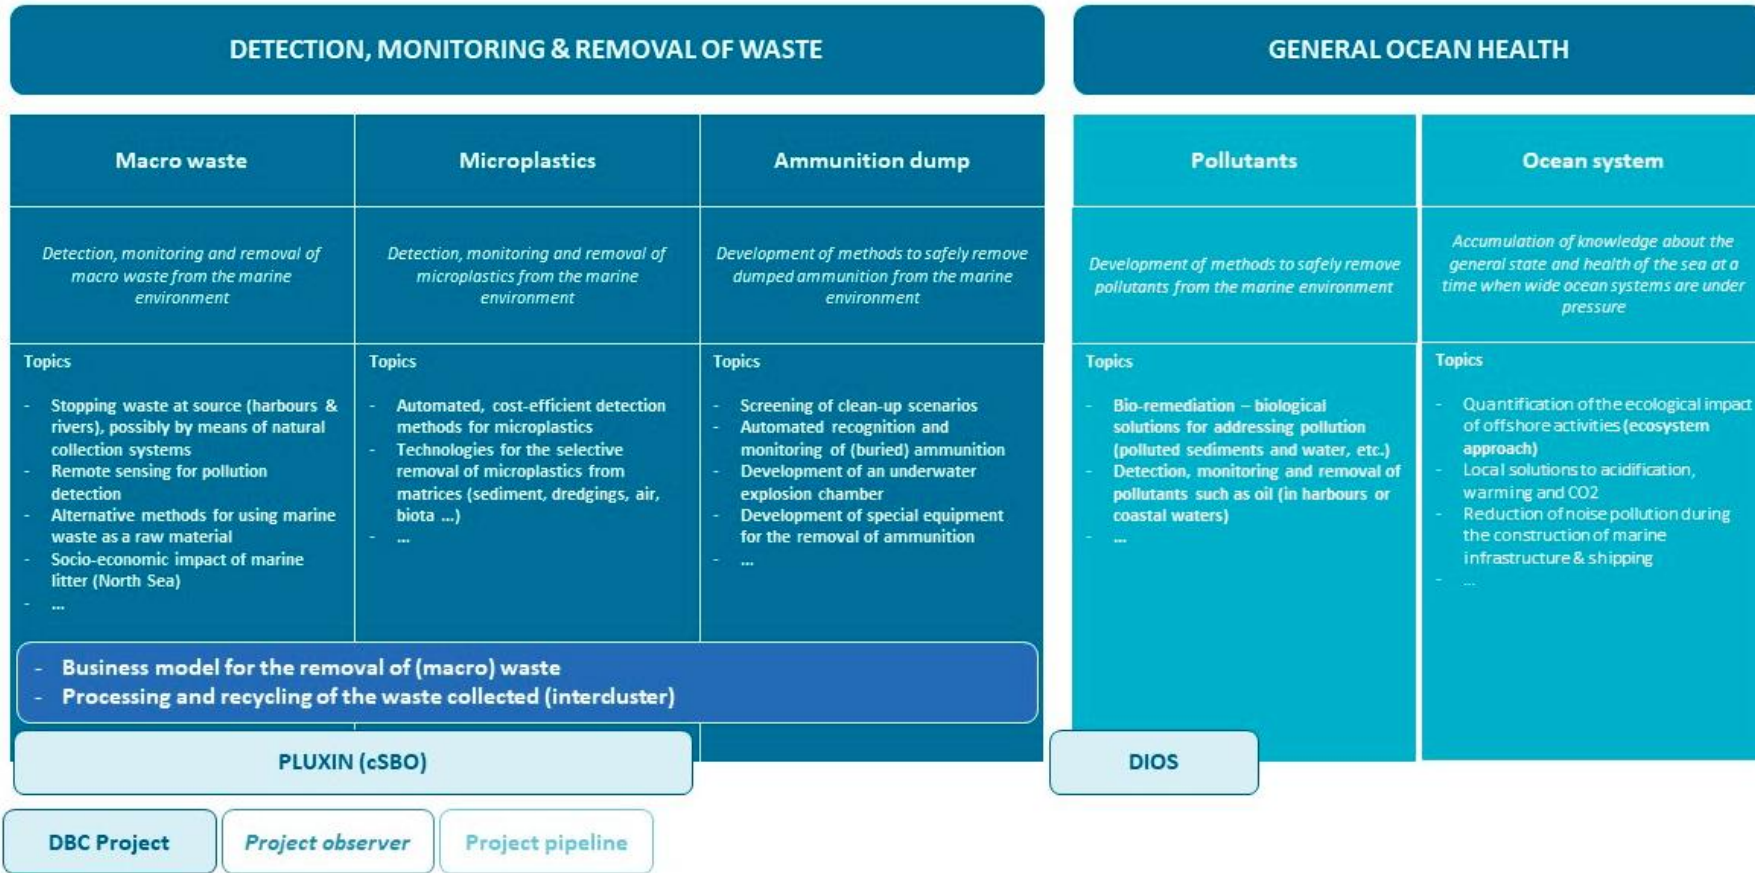 DETECTION, MONITORING & REMOVAL OF WASTE
GENERAL OCEAN HEALTH
Macro waste
Detection, monitoring and removal of
macro waste from the marine
environment
Topics
- Stopping waste at source (harbours &
rivers), possibly by means of natural
collection systems
- Remote sensing for pollution
detection
- Alternative methods for using marine
waste as a raw material
- Socio-economic impact of marine
litter (North Sea)
- ...
Microplastics
Detection, monitoring and removal of
microplastics from the marine
environment
Topics
- Automated, cost-efficient detection
methods for microplastics
- Technologies for the selective
removal of microplastics from
matrices (sediment, dredgings, air,
biota ...)
- ...
Ammunition dump
Development of methods to safely remove
dumped ammunition from the marine
environment
Topics
- Screening of clean-up scenarios
- Automated recognition and
monitoring of (buried) ammunition
- Development of an underwater
explosion chamber
- Development of special equipment
for the removal of ammunition
- ...
- Business model for the removal of (macro) waste
- Processing and recycling of the waste collected (intercluster)
Pollutants
Development of methods to safely remove
pollutants from the marine environment
Topics
- Bio-remediation – biological
solutions for addressing pollution
(polluted sediments and water, etc.)
- Detection, monitoring and removal of
pollutants such as oil (in harbours or
coastal waters)
- ...
Ocean system
Accumulation of knowledge about the
general state and health of the sea at a
time when wide ocean systems are under
pressure
Topics
- Quantification of the ecological impact
of offshore activities (ecosystem
approach)
- Local solutions to acidification,
warming and CO2
- Reduction of noise pollution during
the construction of marine
infrastructure & shipping
- ...
PLUXIN (cSBO)
DIOS
DBC Project
Project observer
Project pipeline